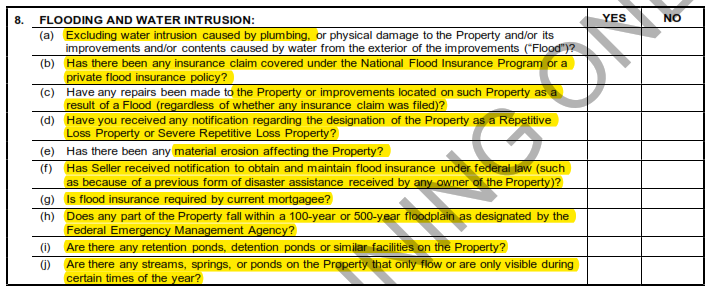 8. FLOODING AND WATER INTRUSION: YES NO
(a) Excluding water intrusion caused by plumbing, or physical damage to the Property and/or its
improvements and/or contents caused by water from the exterior of the improvements (“Flood”)?
(b) Has there been any insurance claim covered under the National Flood Insurance Program or a
private flood insurance policy?
(c) Have any repairs been made to the Property or improvements located on such Property as a
result of a Flood (regardless of whether any insurance claim was filed)?
(d) Have you received any notification regarding the designation of the Property as a Repetitive
Loss Property or Severe Repetitive Loss Property?
(e) Has there been any material erosion affecting the Property?
(f) Has Seller received notification to obtain and maintain flood insurance under federal law (such
as because of a previous form of disaster assistance received by any owner of the Property)?
(g) Is flood insurance required by current mortgagee?
(h) Does any part of the Property fall within a 100-year or 500-year floodplain as designated by the
Federal Emergency Management Agency?
(i) Are there any retention ponds, detention ponds or similar facilities on the Property?
(j) Are there any streams, springs, or ponds on the Property that only flow or are only visible during
certain times of the year?